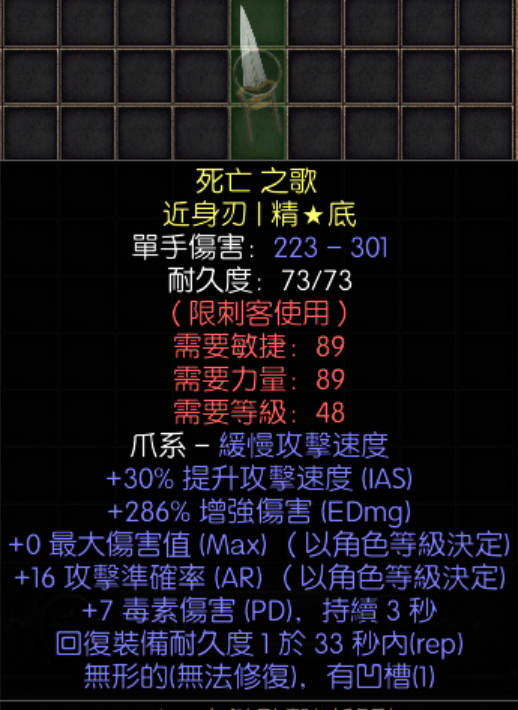 死亡 之歌
近身刃 | 精★底
單手傷害： 223 – 301
耐久度： 73/73
（限刺客使用）
需要敏捷： 89
需要力量： 89
需要等級： 48
爪系 – 緩慢攻擊速度
+30% 提升攻擊速度 (IAS)
+286% 增強傷害 (EDmg)
+0 最大傷害值 (Max) （以角色等級決定)
+16 攻擊準確率 (AR) （以角色等級決定)
+7 毒素傷害 (PD)，持續 3 秒
回復裝備耐久度 1 於 33 秒內(rep)
無形的(無法修復)，有凹槽(1)